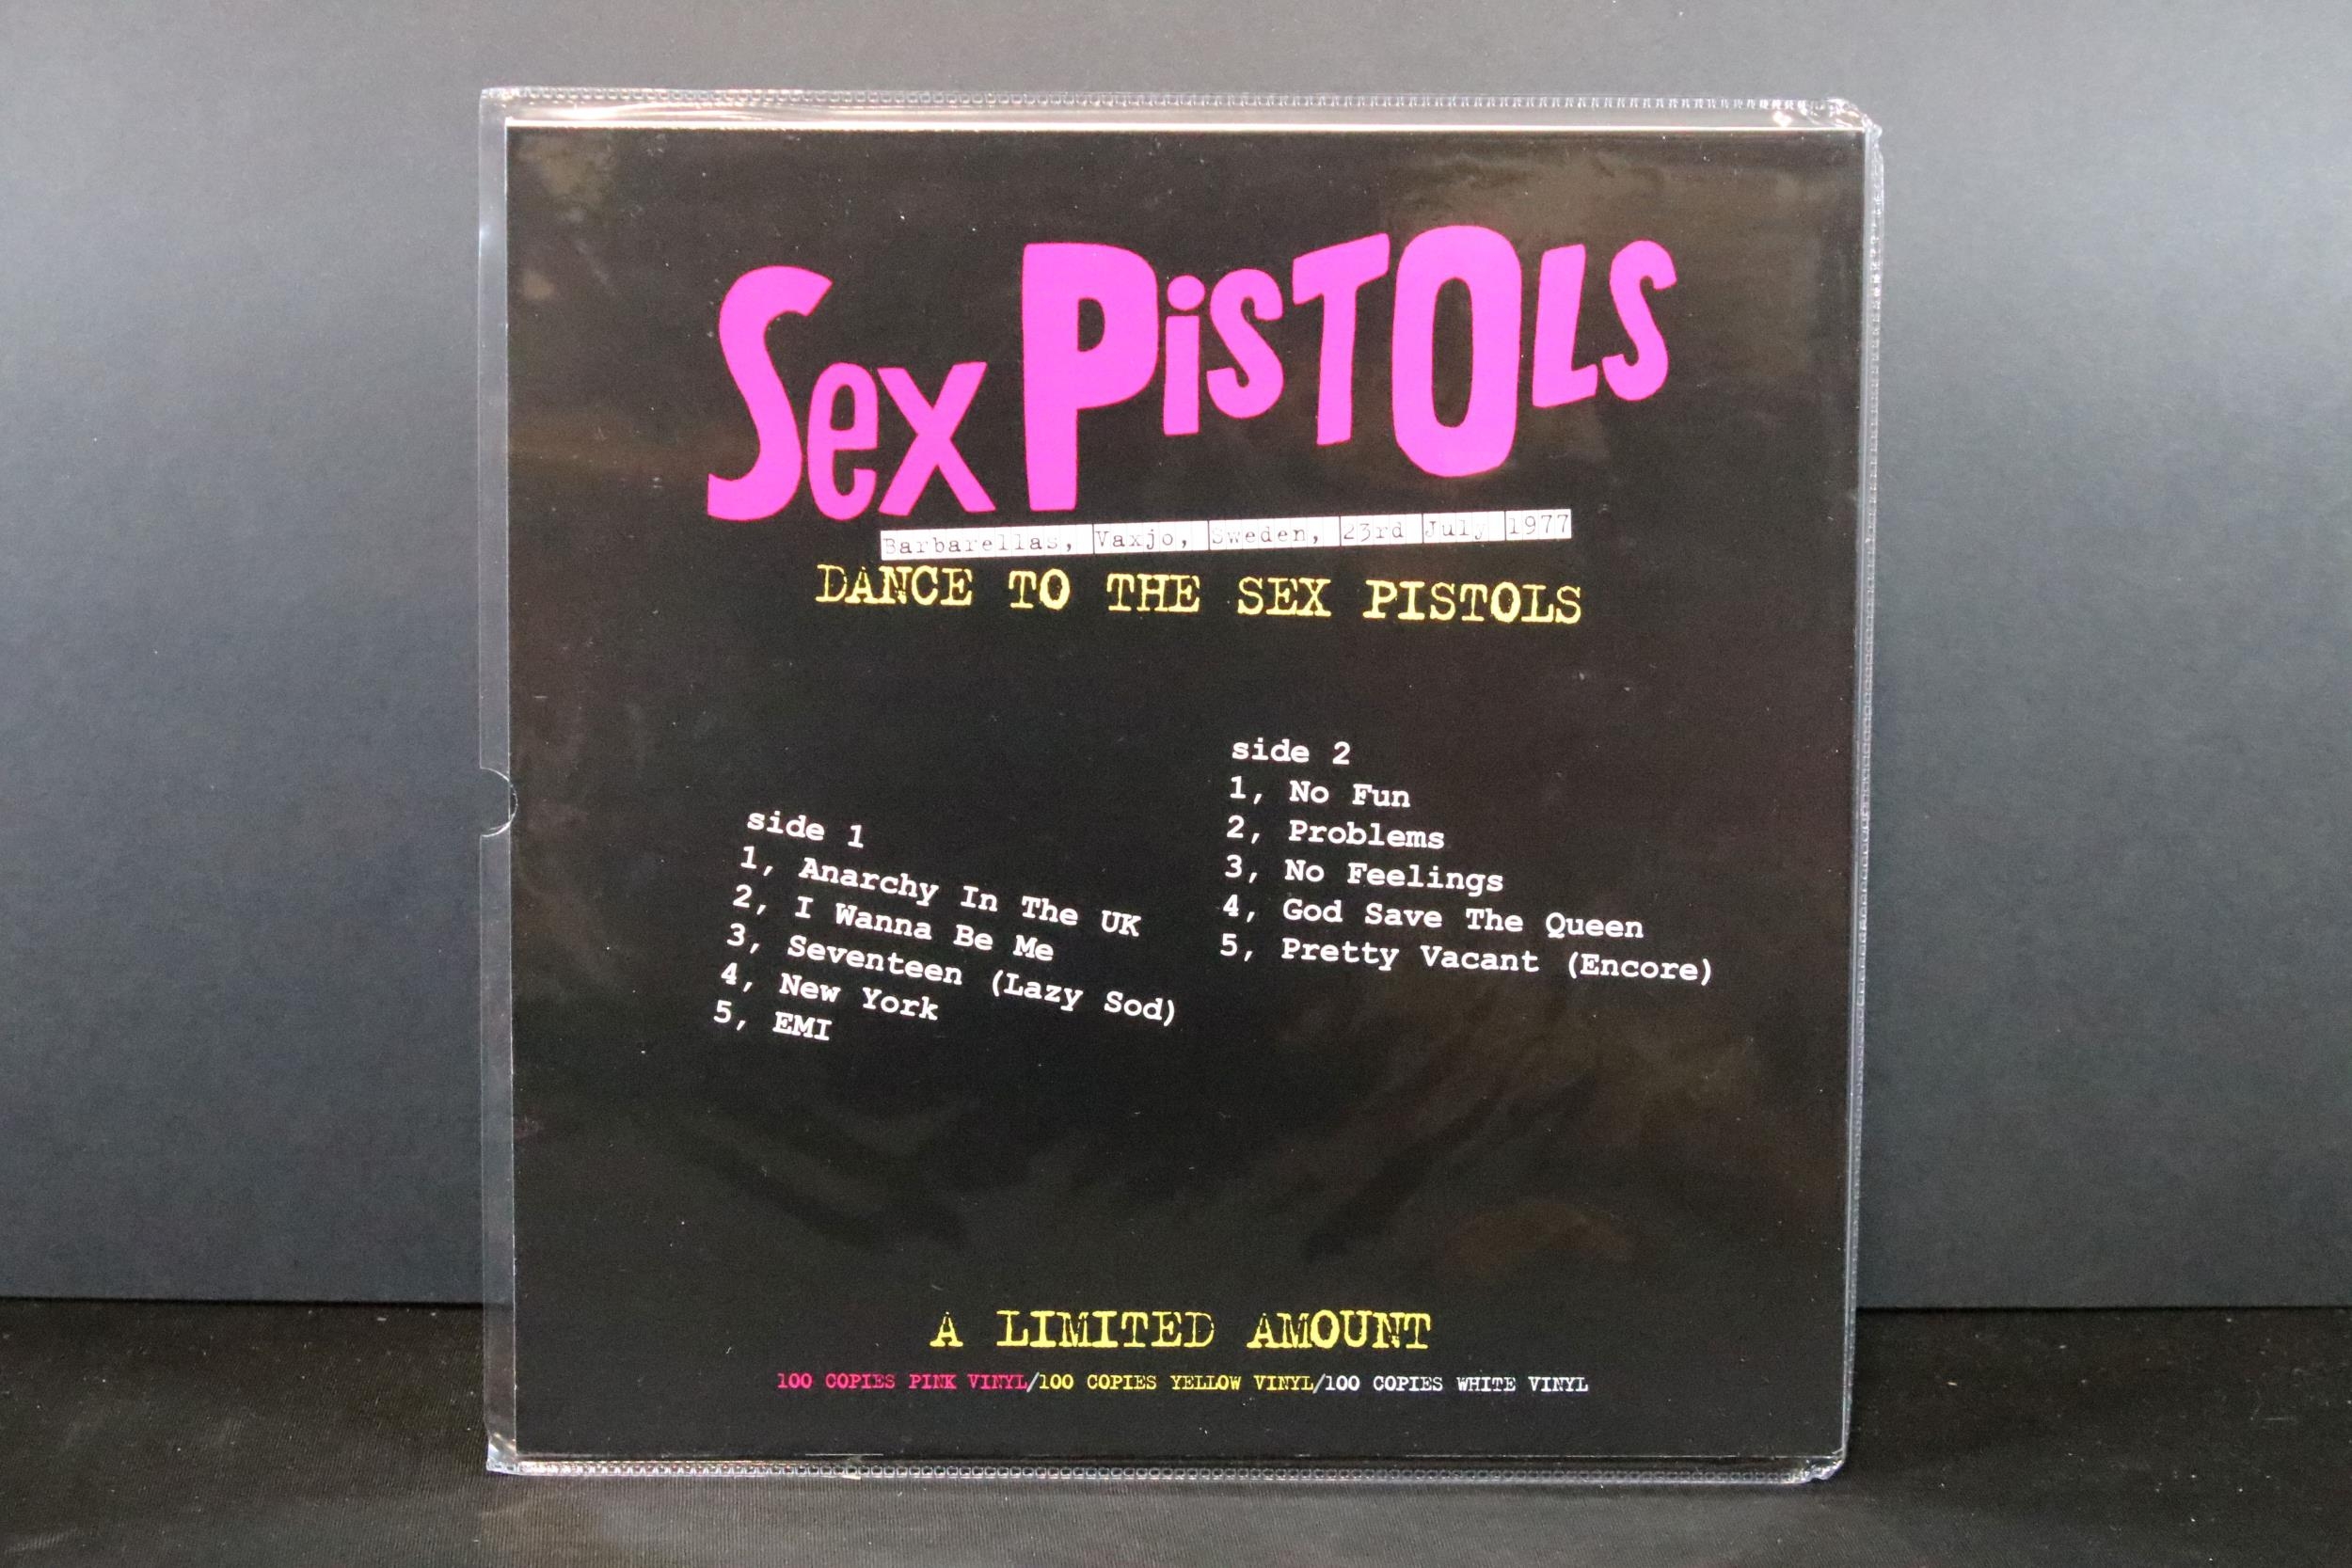 Sex PisTOLS
Barbarellas, Vaxjo, Sweden, 23rd July 1977
DANCE TO THE SEX PISTOLS
side 1
1, Anarchy In The UK
2, I Wanna Be Me
3, Seventeen (Lazy Sod)
4, New York
5, EMI
side 2
1, No Fun
2, Problems
3, No Feelings
4, God Save The Queen
5, Pretty Vacant (Encore)
A LIMITED AMOUNT
100 COPIES PINK VINYL/100 COPIES YELLOW VINYL/100 COPIES WHITE VINYL